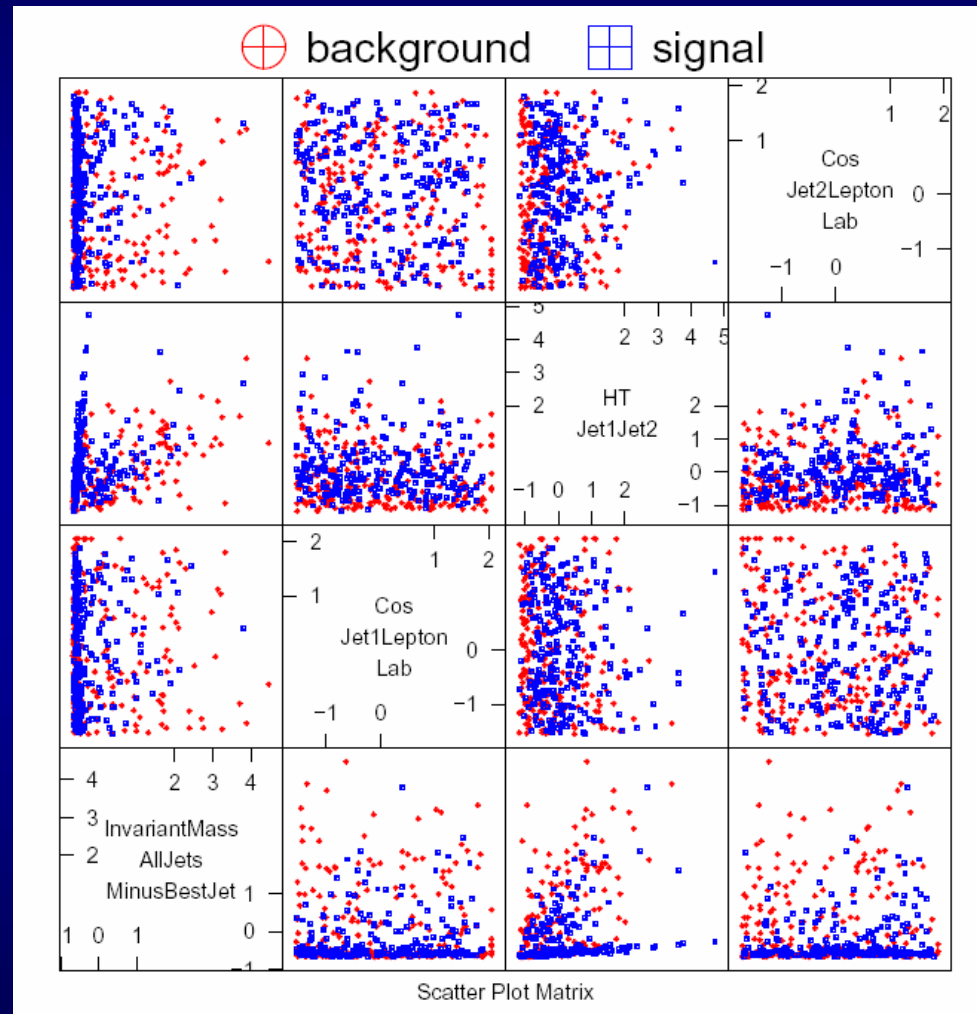 background signal
2
1 2
1
Cos
Jet2Lepton 0
Lab
−1
−1 0
5
4 2 3 4 5
3
HT
2 2
Jet1Jet2
1
0
−1 0 1 2
−1
2
1 2
1
Cos
Jet1Lepton 0
Lab
−1
−1 0
4 2 3 4
3 InvariantMass
2 AllJets
MinusBestJet 1
0
1 0 1
−1
Scatter Plot Matrix